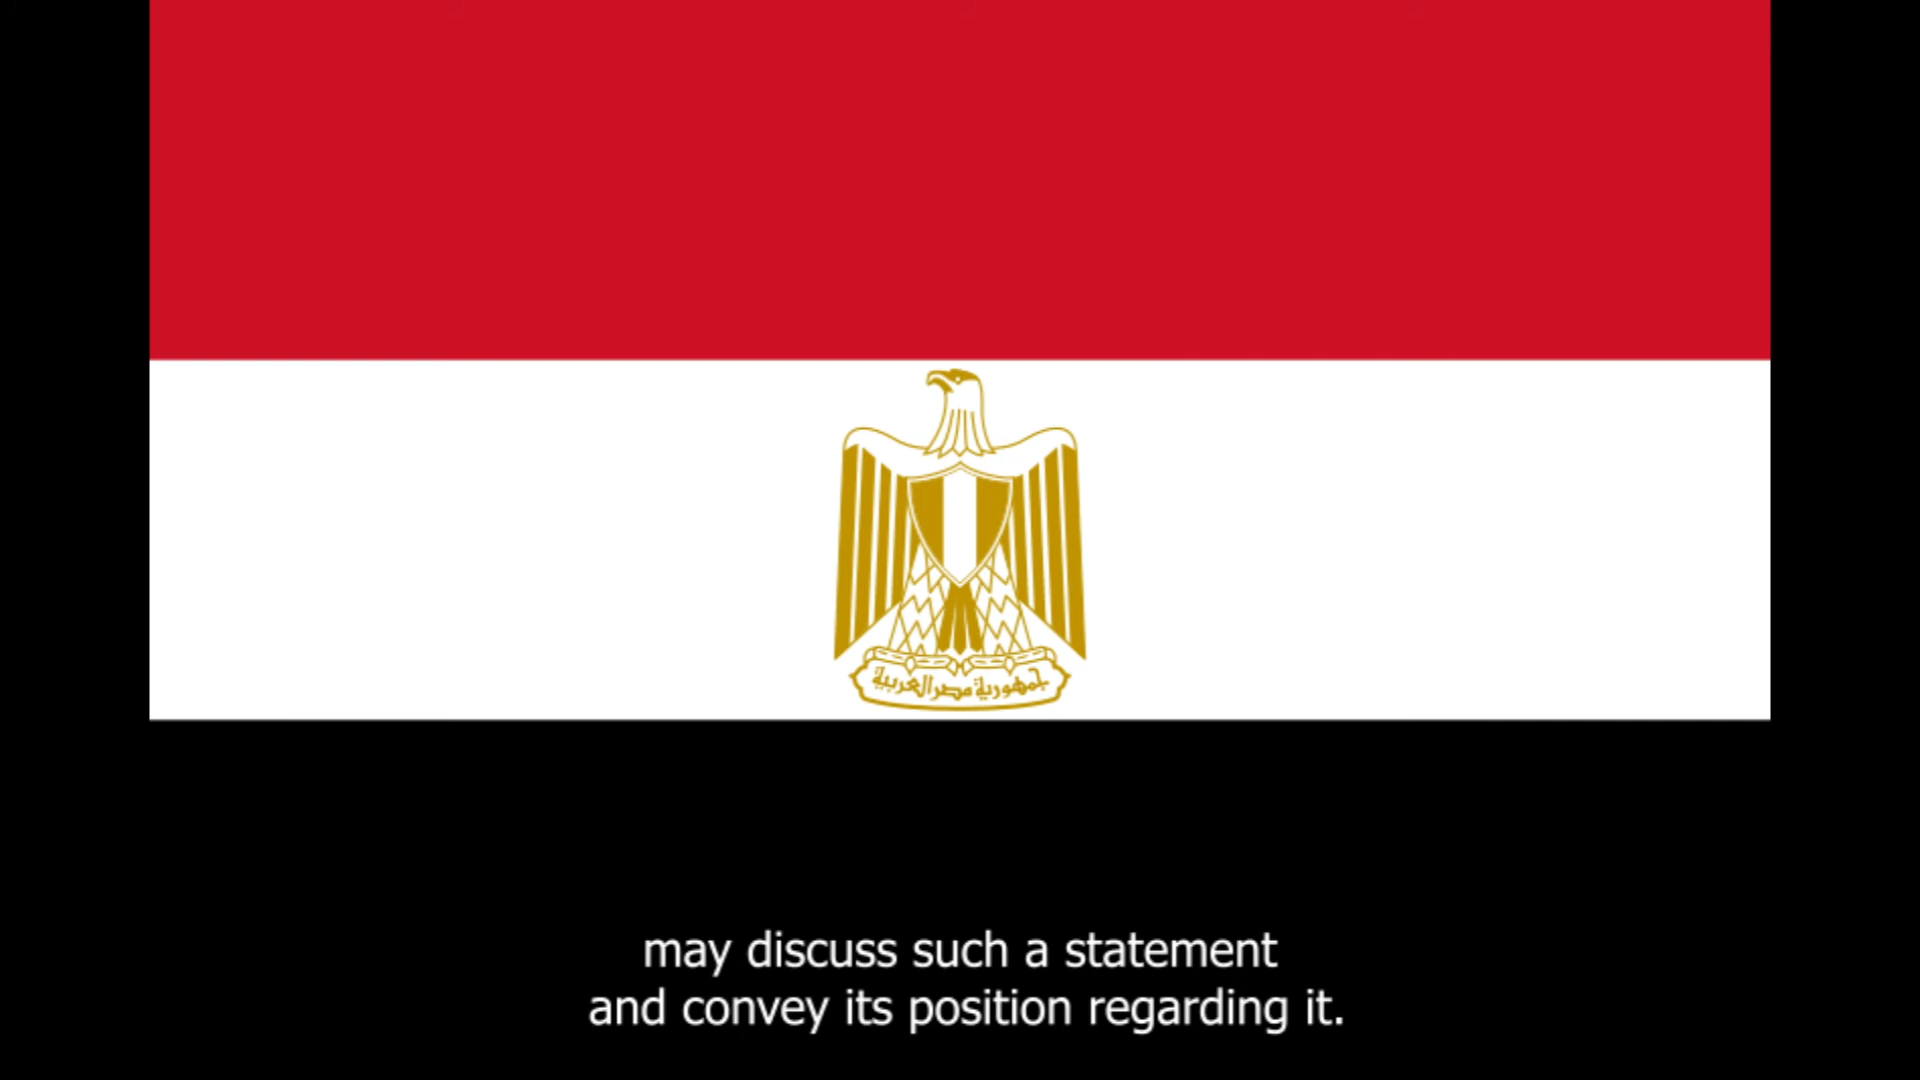 جمهورية مصر العربية
may discuss such a statement
and convey its position regarding it.